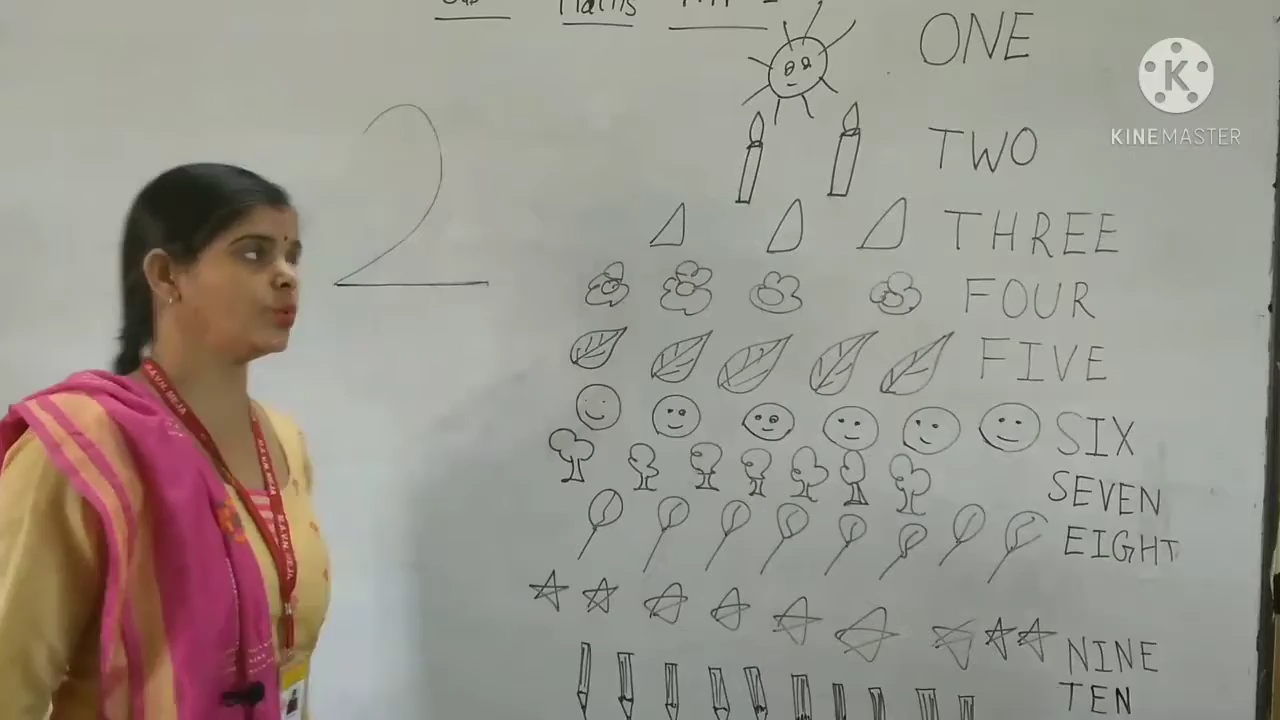 Maths
ONE
K
KINEMASTER
2
TWO
THREE
FOUR
FIVE
SIX
SEVEN
EIGHT
NINE
TEN